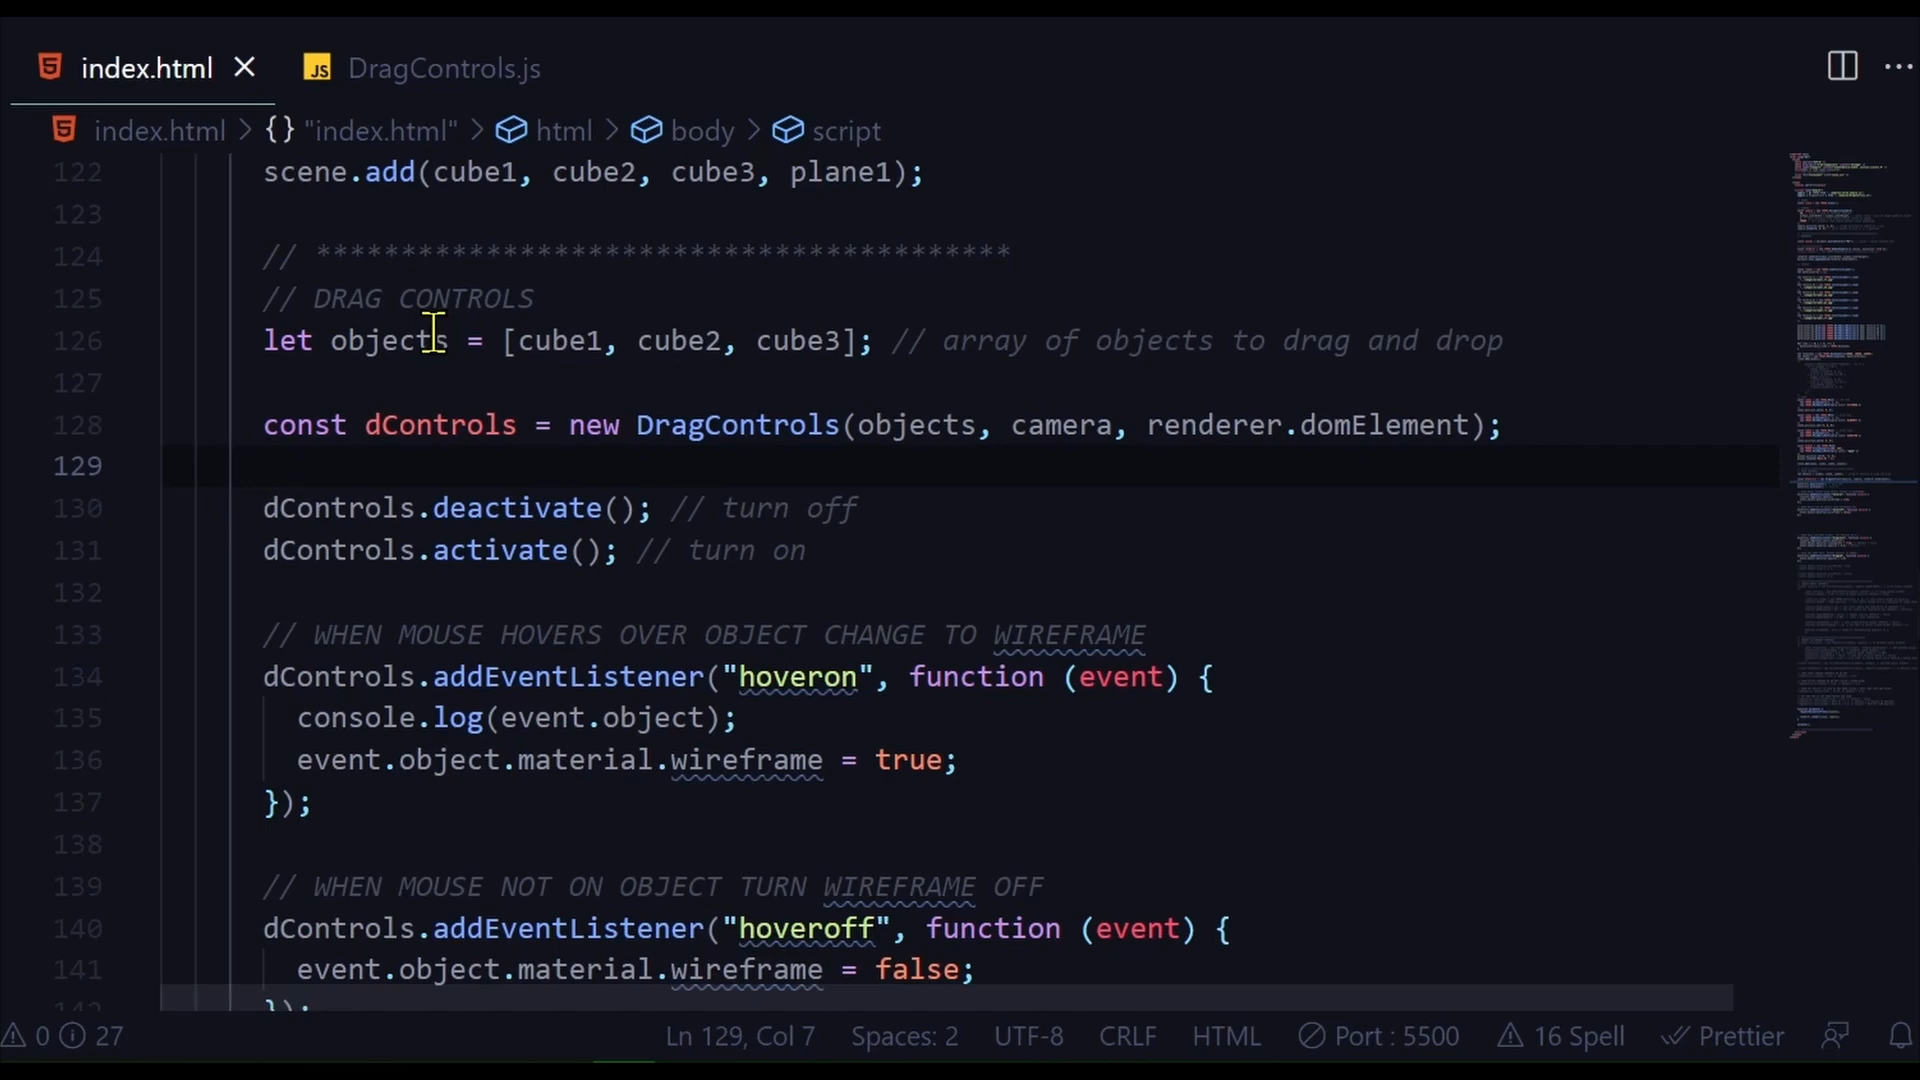 index.html
JS DragControls.js
index.html > {} "index.html" > html > body > script
122 scene.add(cube1, cube2, cube3, plane1);
123
124 // *****************************************
125 // DRAG CONTROLS
126 let objects = [cube1, cube2, cube3]; // array of objects to drag and drop
127
128 const dControls = new DragControls(objects, camera, renderer.domElement);
129
130 dControls.deactivate(); // turn off
131 dControls.activate(); // turn on
132
133 // WHEN MOUSE HOVERS OVER OBJECT CHANGE TO WIREFRAME
134 dControls.addEventListener("hoveron", function (event) {
135 console.log(event.object);
136 event.object.material.wireframe = true;
137 });
138
139 // WHEN MOUSE NOT ON OBJECT TURN WIREFRAME OFF
140 dControls.addEventListener("hoveroff", function (event) {
141 event.object.material.wireframe = false;
142 });
0 27 Ln 129, Col 7 Spaces: 2 UTF-8 CRLF HTML Port : 5500 16 Spell Prettier